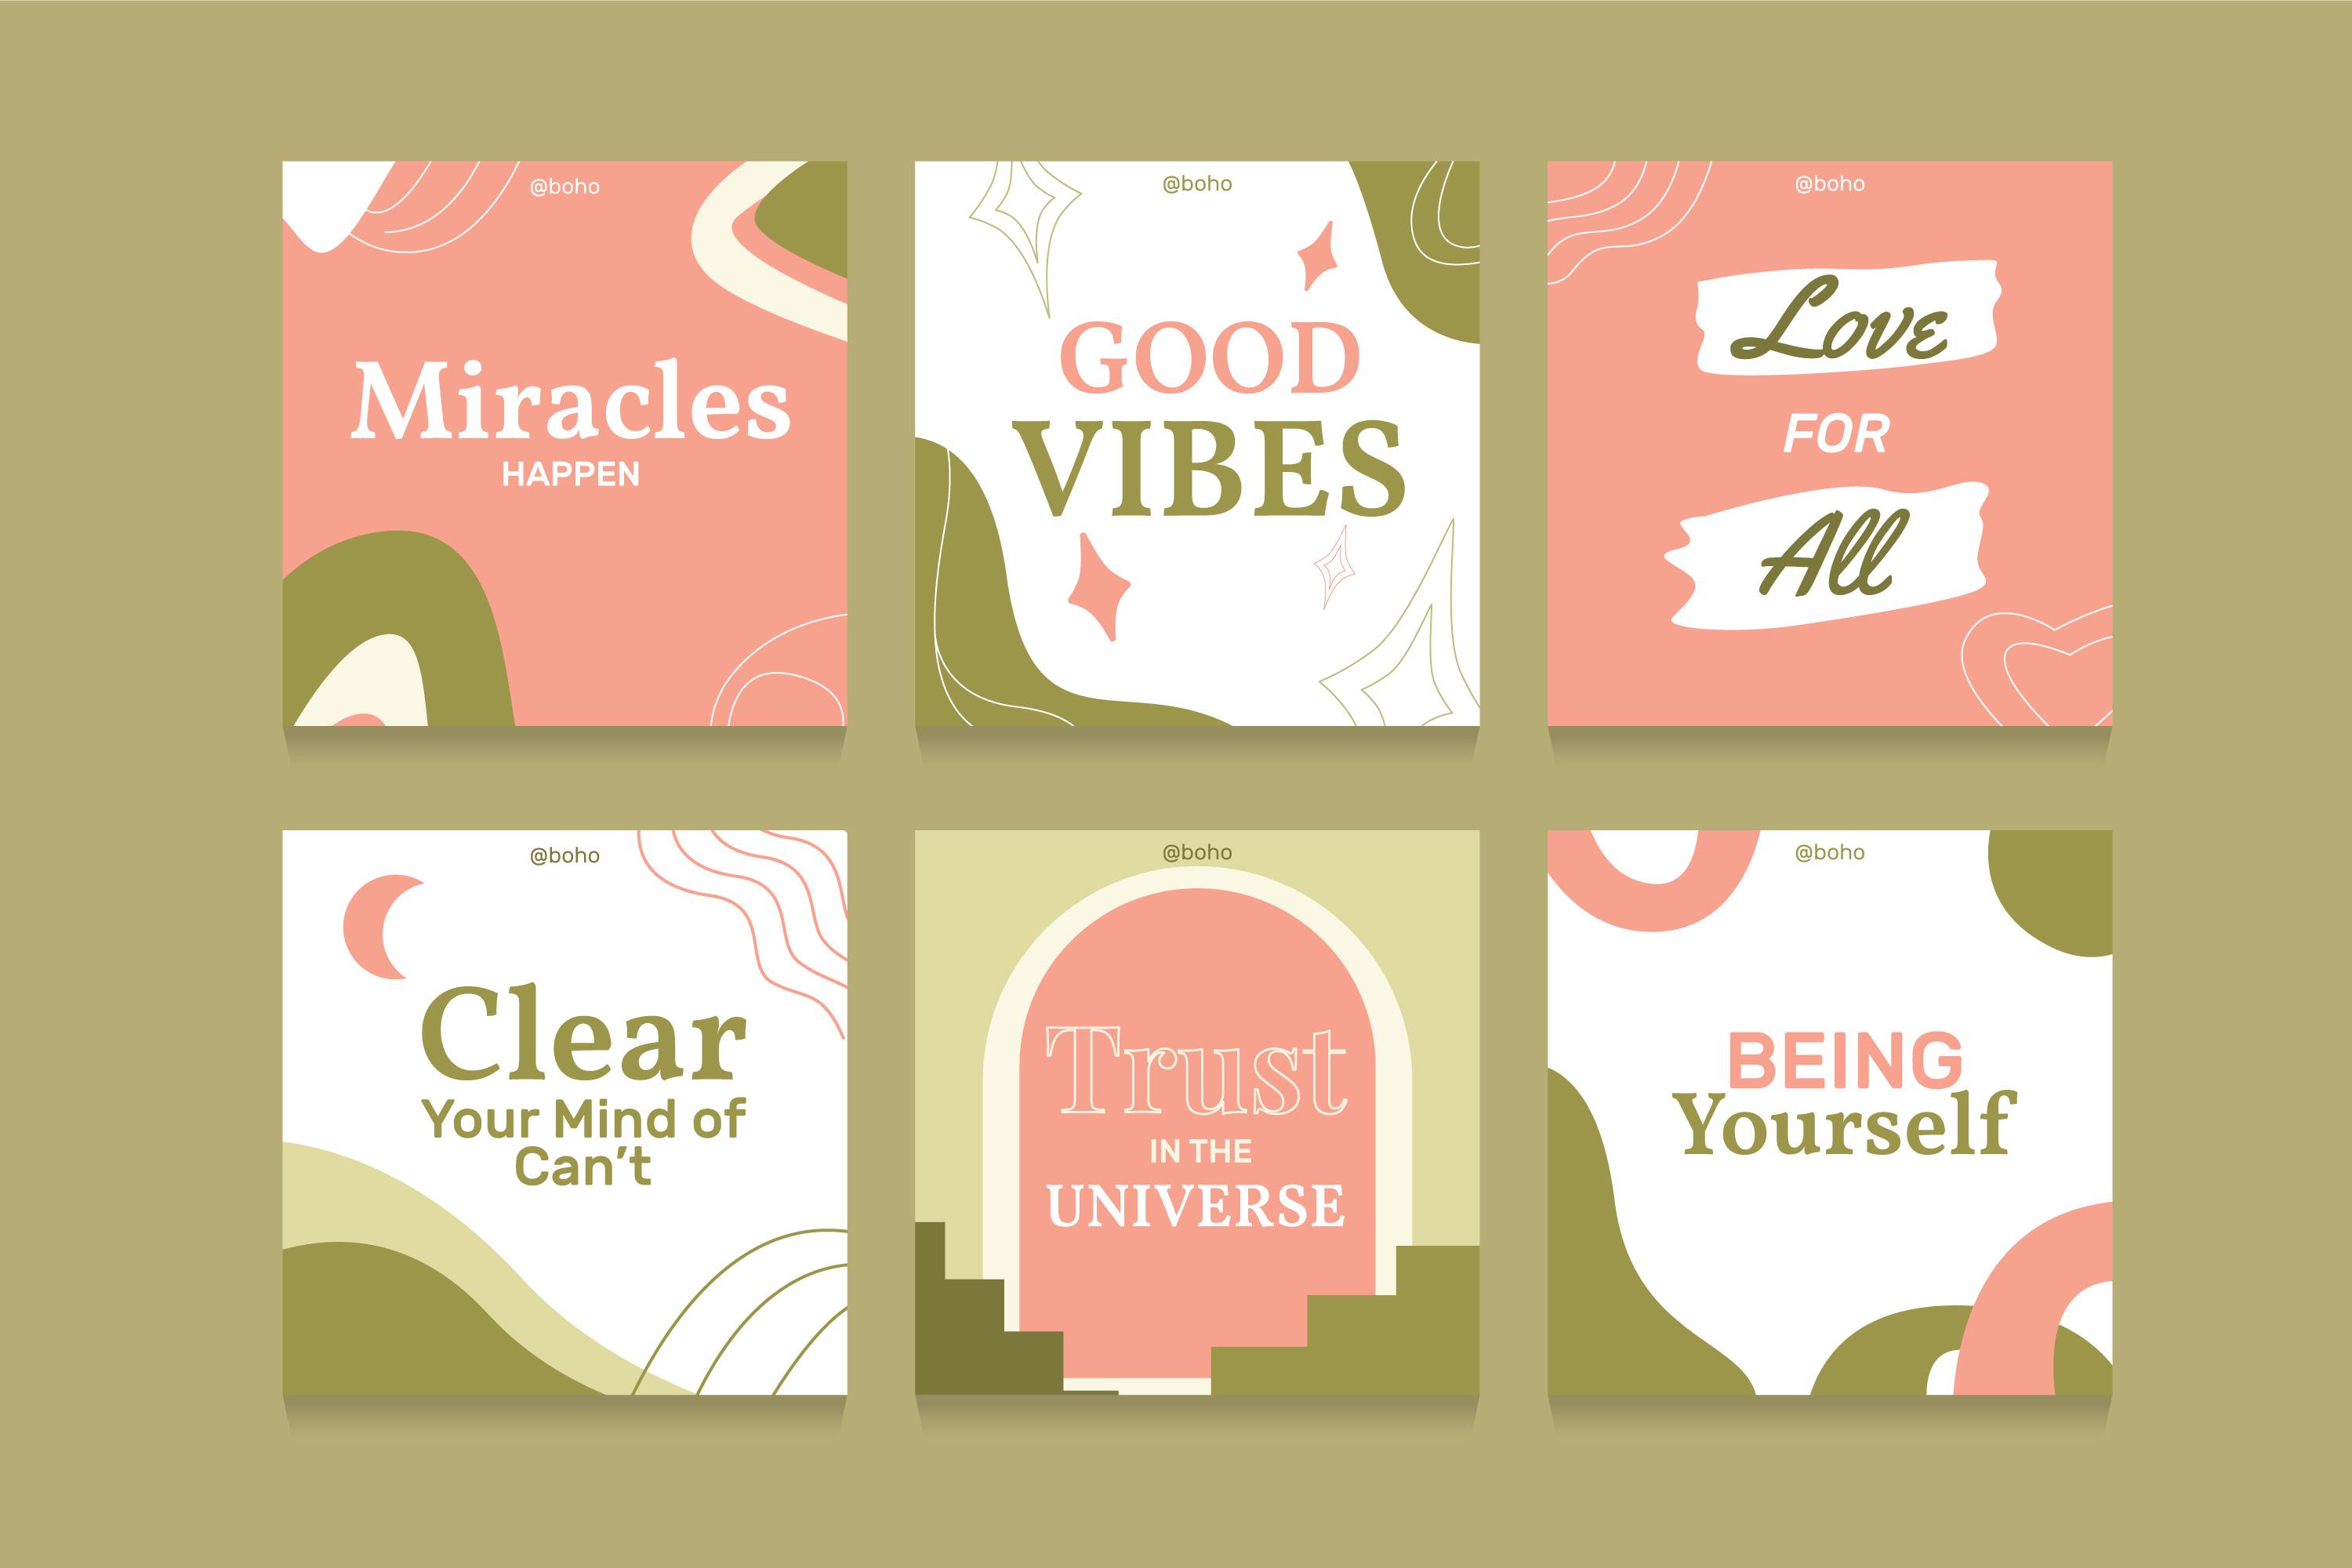 @boho
Miracles
HAPPEN
@boho
GOOD
VIBES
@boho
Love
FOR
All
@boho
Clear
Your Mind of
Can't
@boho
Trust
IN THE
UNIVERSE
@boho
BEING
Yourself